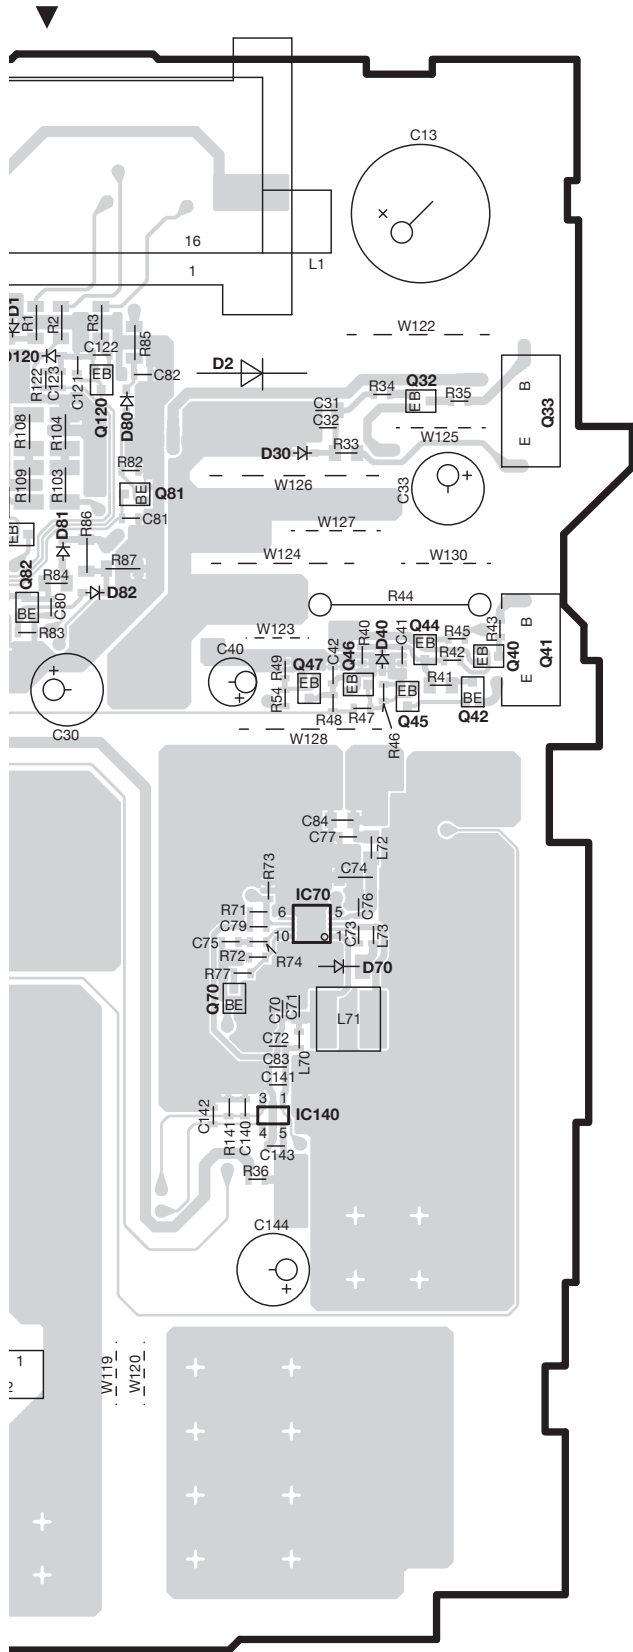 C13
16
1
L1
D1
R1
R2
R3
C122
R85
W122
D120
EB
C82
D2
R34
Q32
EB
R35
B
R122
C123
C121
Q120
D80
C31
C32
W125
Q33
E
R108
R104
D30
R33
R109
R103
R82
BE
Q81
W126
C33
+
C81
W127
EB
D81
R86
R87
W124
W130
Q82
R84
BE
C80
D82
R44
R83
W123
C40
R49
Q47
C42
Q46
R40
D40
C41
Q44
EB
R45
R43
B
R42
EB
Q40
Q41
+
-
C30
-
+
R54
EB
EB
R41
E
R48
R47
EB
BE
Q45
Q42
W128
R46
C84
C77
L72
C74
R73
IC70
R71
6
5
C76
C79
C75
10
1
C73
L73
R72
R74
R77
D70
Q70
BE
C70
C71
L71
C72
L70
C83
C141
3
1
C142
R141
C140
IC140
4
5
C143
R36
C144
-
+
1
2
W119
W120